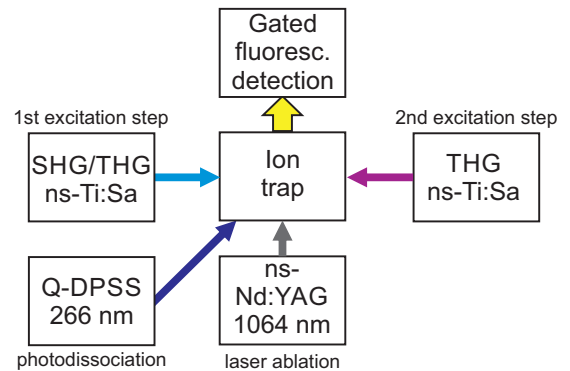 Gated
fluoresc.
detection
1st excitation step
2nd excitation step
SHG/THG
ns-Ti:Sa
Ion
trap
THG
ns-Ti:Sa
Q-DPSS
266 nm
ns-
Nd:YAG
1064 nm
photodissociation
laser ablation